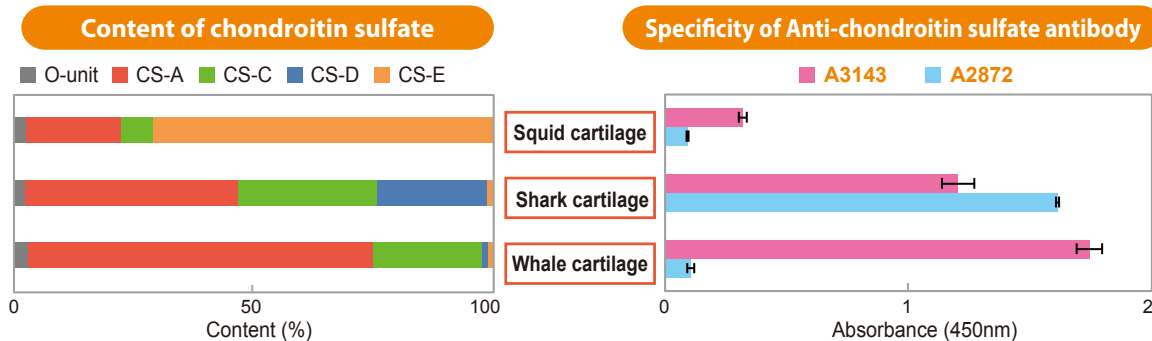 Content of chondroitin sulfate
O-unit CS-A CS-C CS-D CS-E
Squid cartilage
Shark cartilage
Whale cartilage
0 50 100
Content (%)
Specificity of Anti-chondroitin sulfate antibody
A3143 A2872
0 1 2
Absorbance (450nm)